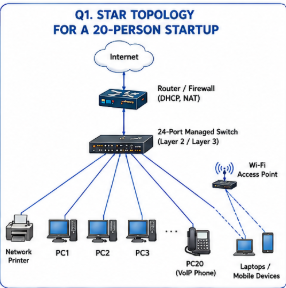 Q1. STAR TOPOLOGY
FOR A 20-PERSON STARTUP
Internet
Router / Firewall
(DHCP, NAT)
24-Port Managed Switch
(Layer 2 / Layer 3)
Wi-Fi
Access Point
Network
Printer
PC1
PC2
PC3
...
PC20
(VoIP Phone)
Laptops /
Mobile Devices